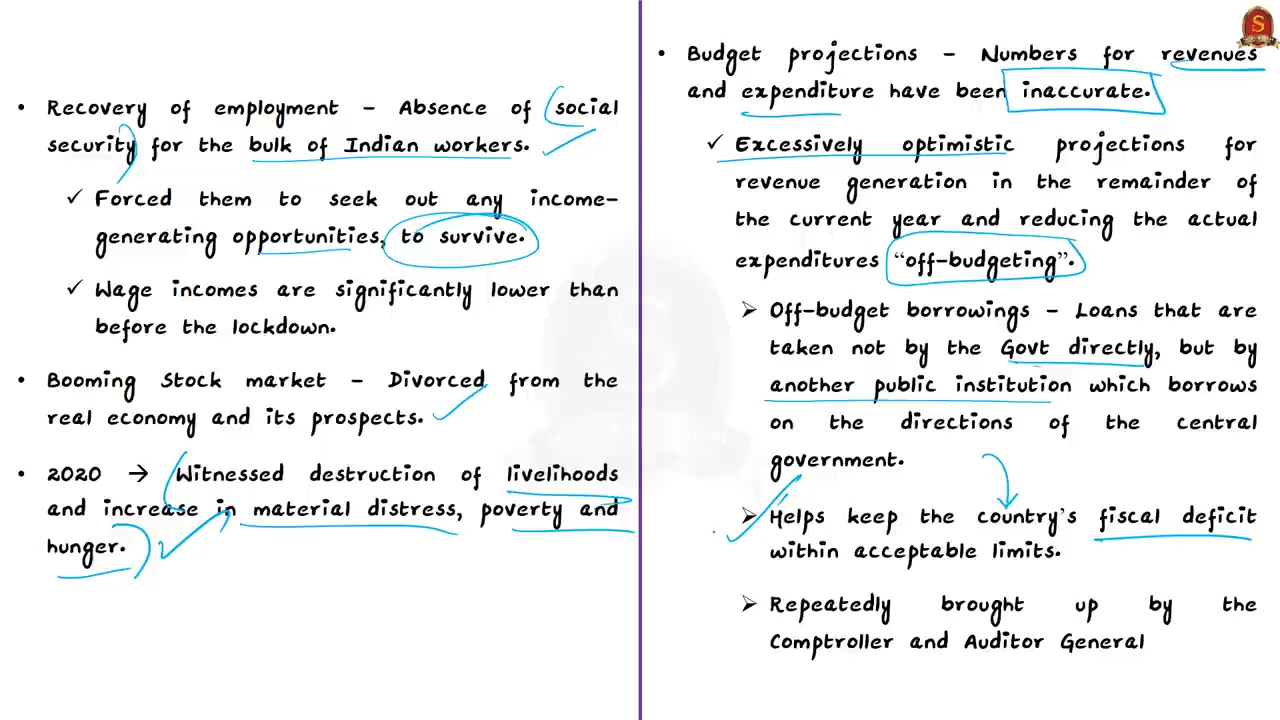 • Recovery of employment – Absence of social
security for the bulk of Indian workers.
✓ Forced them to seek out any income-
generating opportunities, to survive.
✓ Wage incomes are significantly lower than
before the lockdown.
• Booming Stock market – Divorced from the
real economy and its prospects.
• 2020 → Witnessed destruction of livelihoods
and increase in material distress, poverty and
hunger.
• Budget projections – Numbers for revenues
and expenditure have been inaccurate.
✓ Excessively optimistic projections for
revenue generation in the remainder of
the current year and reducing the actual
expenditures “off-budgeting”.
➢ Off-budget borrowings – Loans that are
taken not by the Govt directly, but by
another public institution which borrows
on the directions of the central
government.
➢ Helps keep the country's fiscal deficit
within acceptable limits.
➢ Repeatedly brought up by the
Comptroller and Auditor General